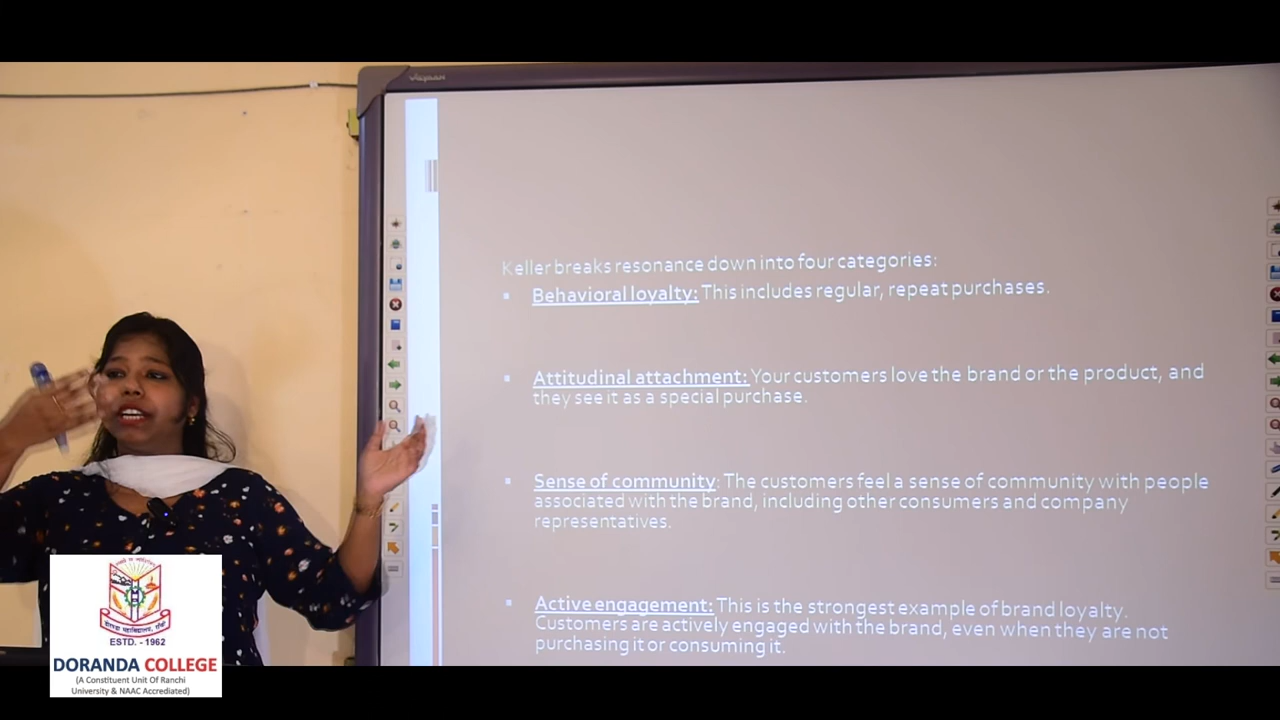 Keller breaks resonance down into four categories:
▪ Behavioral loyalty: This includes regular, repeat purchases.
▪ Attitudinal attachment: Your customers love the brand or the product, and
they see it as a special purchase.
▪ Sense of community: The customers feel a sense of community with people
associated with the brand, including other consumers and company
representatives.
▪ Active engagement: This is the strongest example of brand loyalty.
Customers are actively engaged with the brand, even when they are not
purchasing it or consuming it.
ESTD. - 1962
DORANDA COLLEGE
(A Constituent Unit Of Ranchi
University & NAAC Accredited)